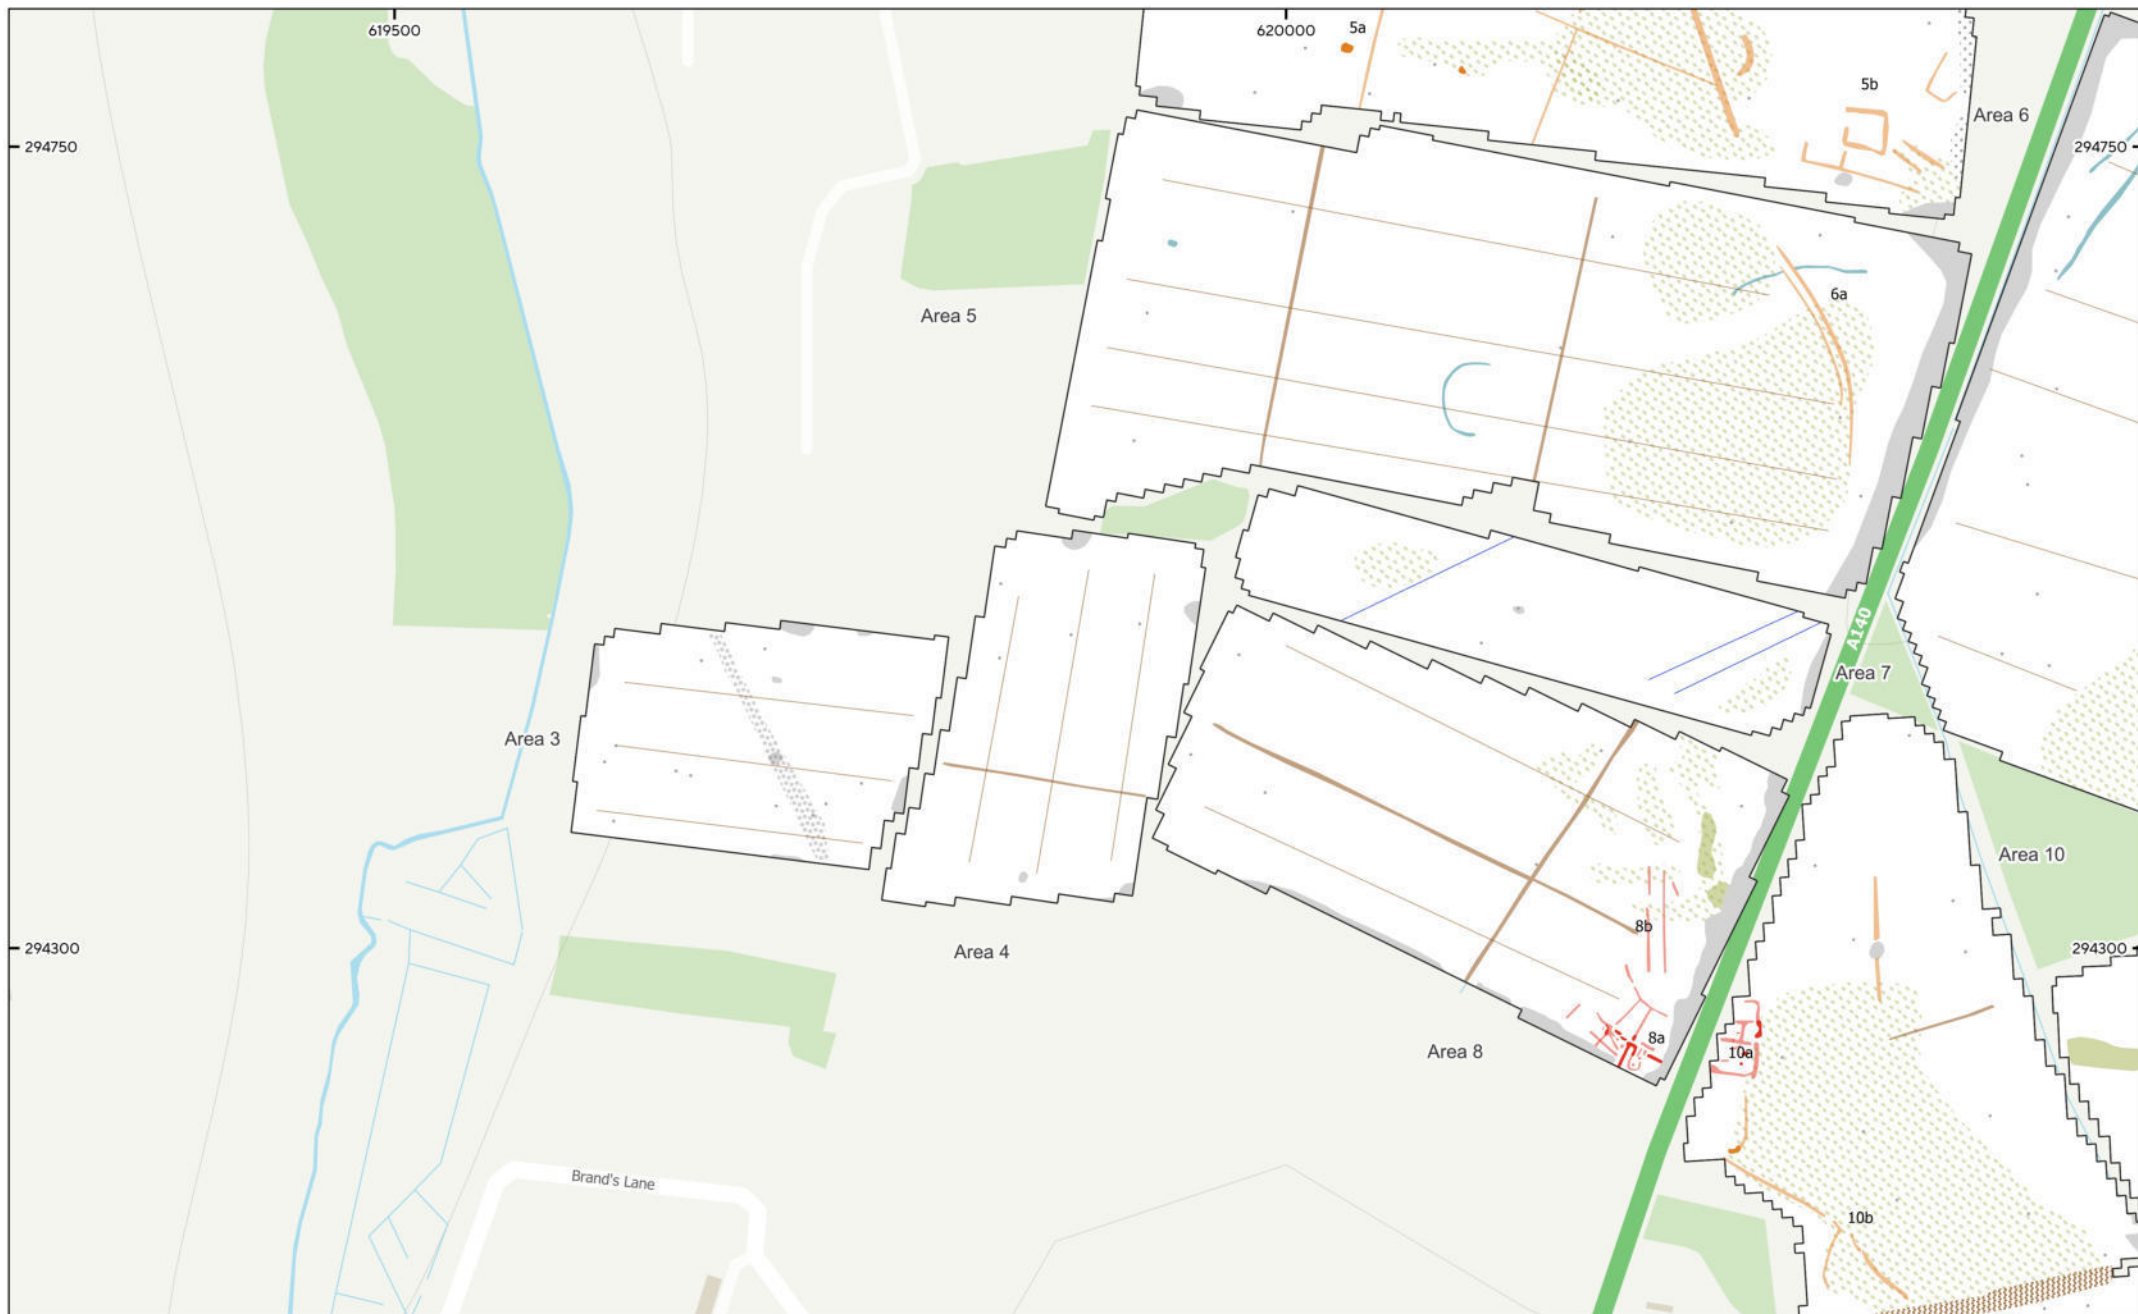 619500
620000
5a
5b
Area 6
294750
294750
6a
Area 5
A140
Area 7
Area 3
Area 10
8b
294300
294300
Area 4
8a
Area 8
10a
Brand's Lane
10b